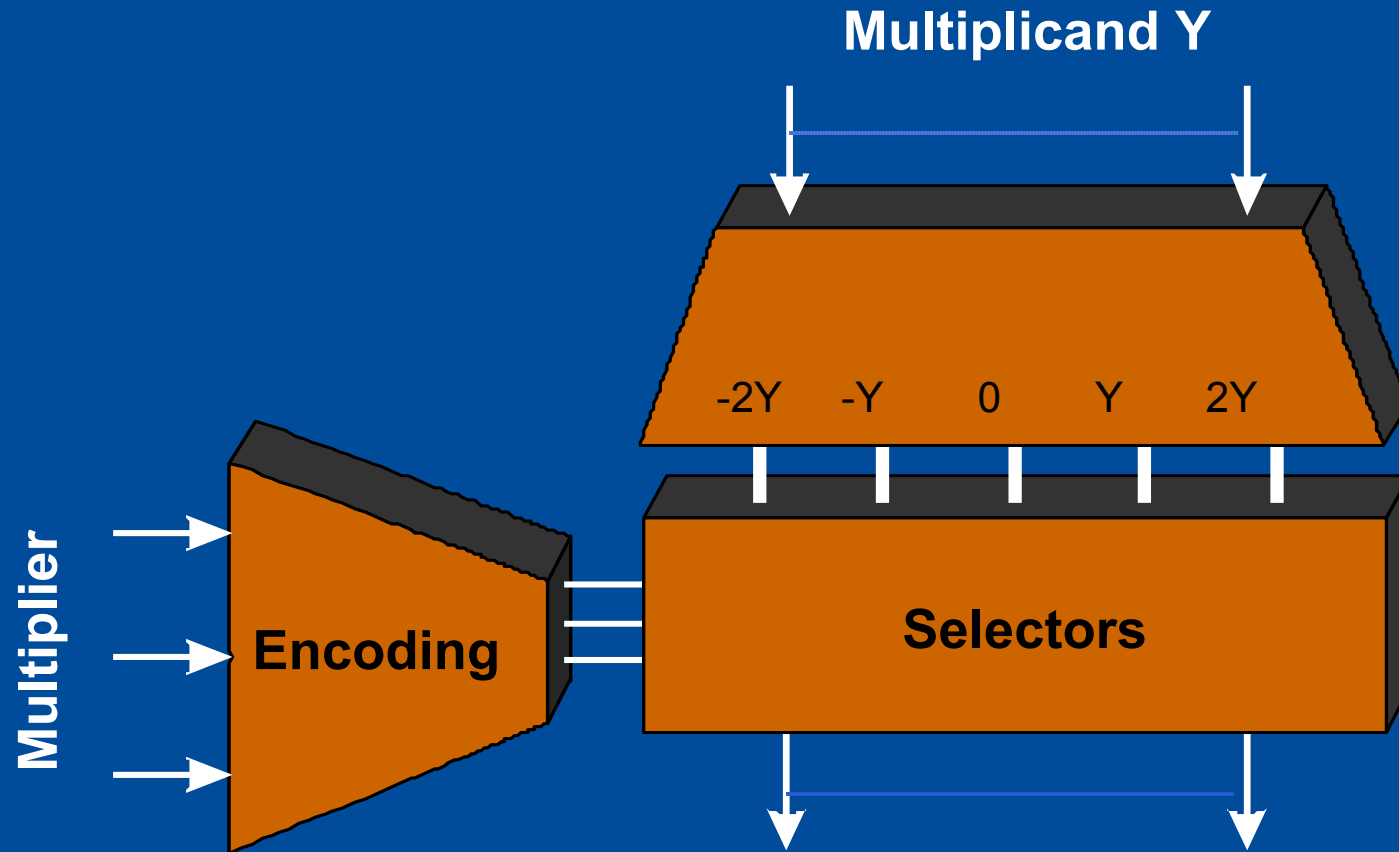 Multiplicand Y
-2Y -Y 0 Y 2Y
Multiplier
Encoding
Selectors